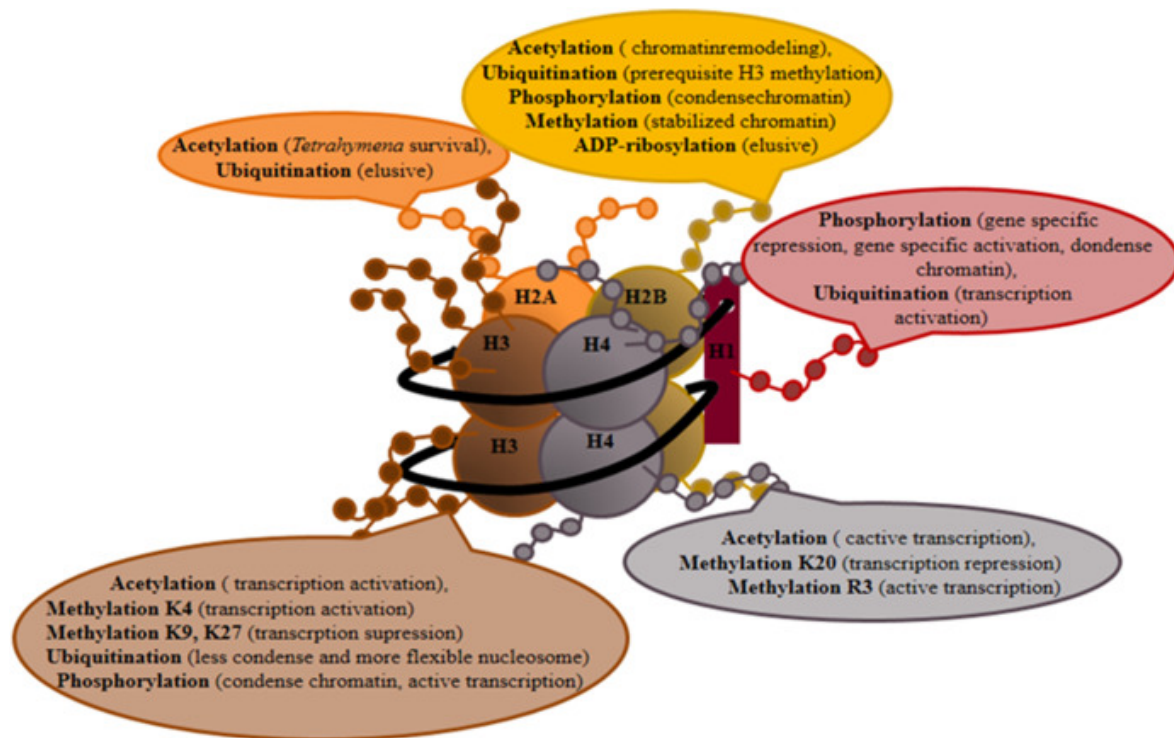 Acetylation ( chromatinremodeling),
Ubiquitination (prerequisite H3 methylation)
Phosphorylation (condensechromatin)
Methylation (stabilized chromatin)
ADP-ribosylation (elusive)
Acetylation (Tetrahymena survival),
Ubiquitination (elusive)
Phosphorylation (gene specific
repression, gene specific activation, dondense
chromatin),
Ubiquitination (transcription
activation)
H2A
H2B
H3
H4
H1
H3
H4
Acetylation ( cactive transcription),
Methylation K20 (transcription repression)
Methylation R3 (active transcription)
Acetylation ( transcription activation),
Methylation K4 (transcription activation)
Methylation K9, K27 (transcrption supression)
Ubiquitination (less condense and more flexible nucleosome)
Phosphorylation (condense chromatin, active transcription)